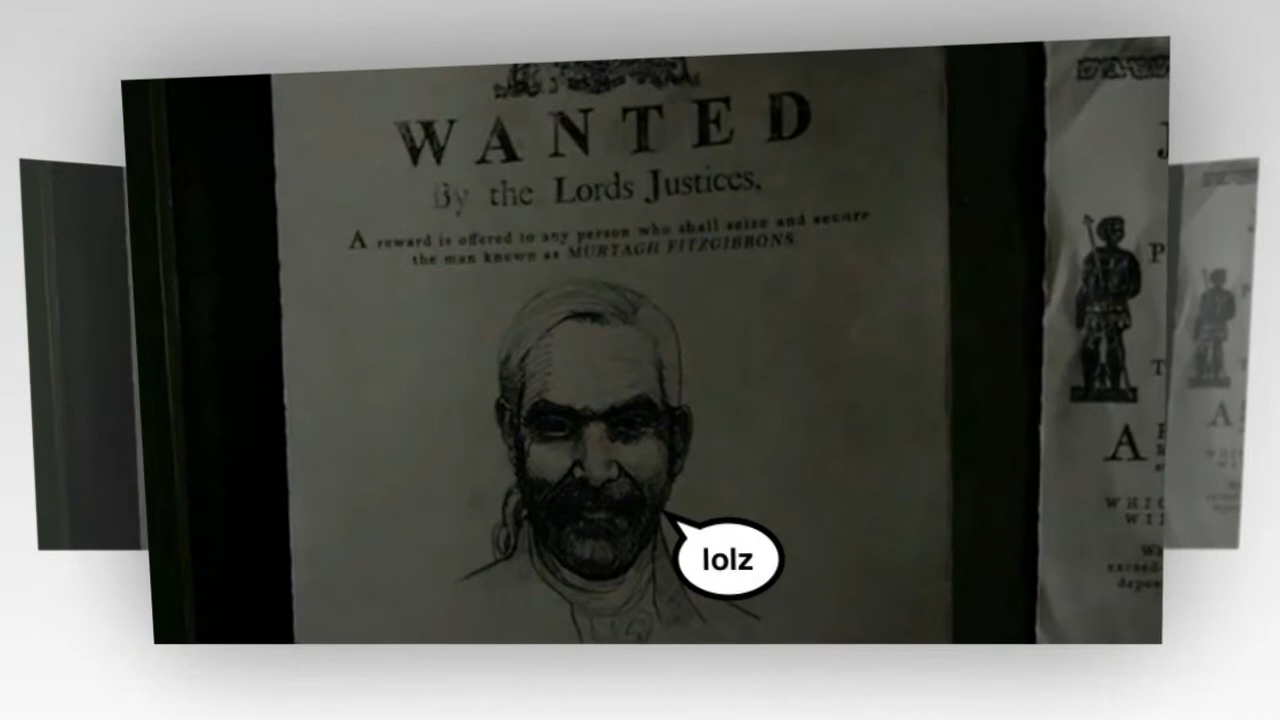 WANTED
By the Lords Justices,
A reward is offered to any person who shall seize and secure
the man known as MURTAGH FITZGIBBONS.
lolz
A